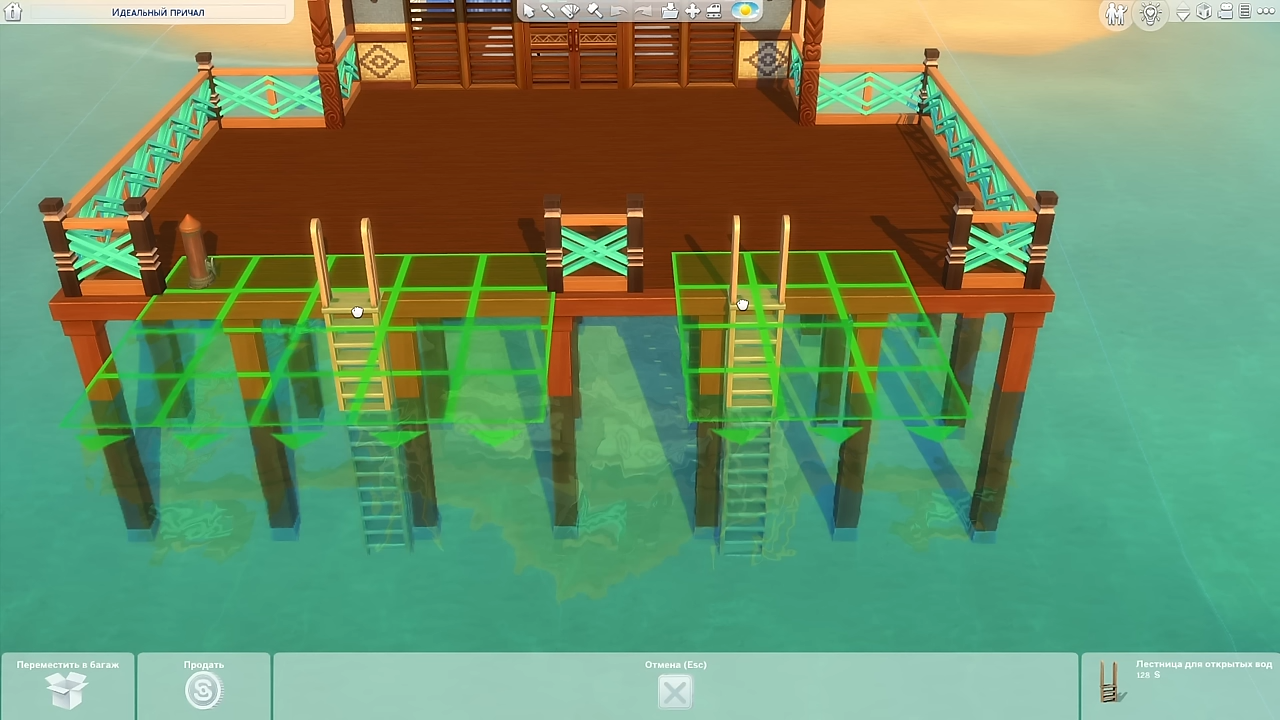 Идеальный причал
Переместить в багаж
Продать
Отмена (Esc)
Лестница для открытых вод
128 S